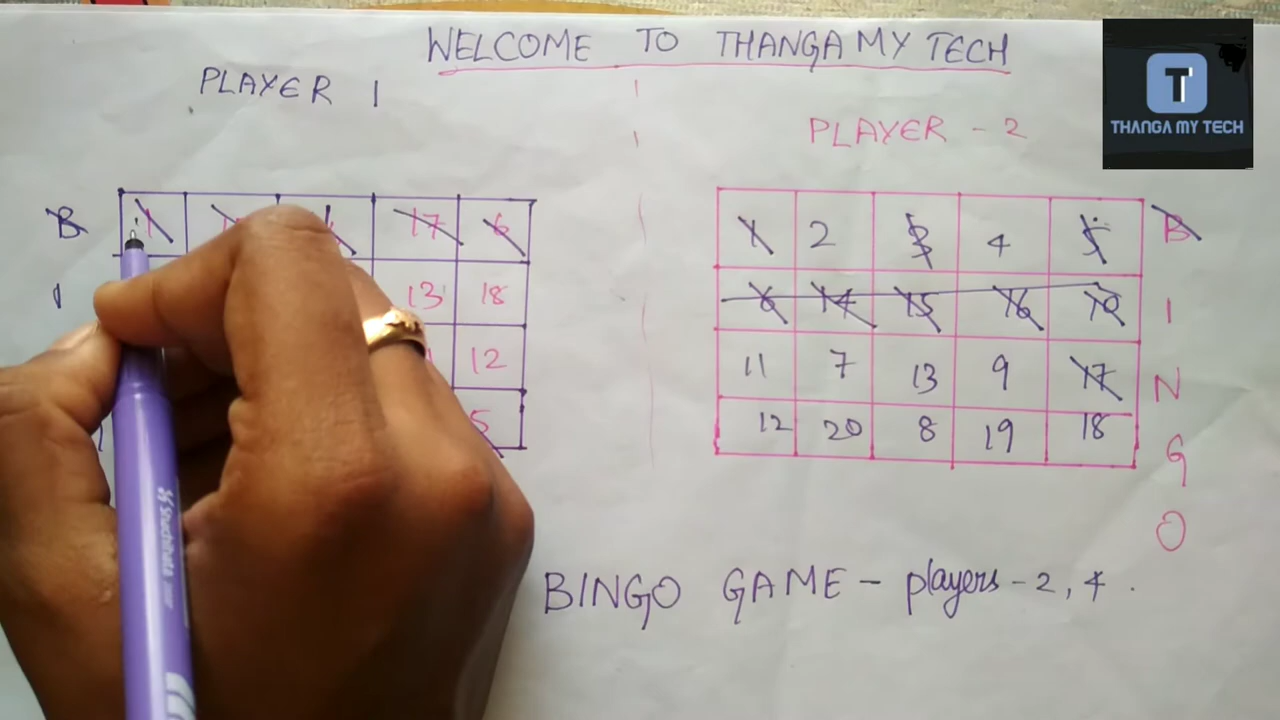 WELCOME TO THANGA MY TECH
T
THANGA MY TECH
PLAYER 1
PLAYER - 2
B 1 17 6
I 13 18
12
5
1 2 3 4 5 B
6 14 15 16 10 I
11 7 13 9 17 N
12 20 8 19 18 G
O
BINGO GAME - players - 2, 4.
Snehhita